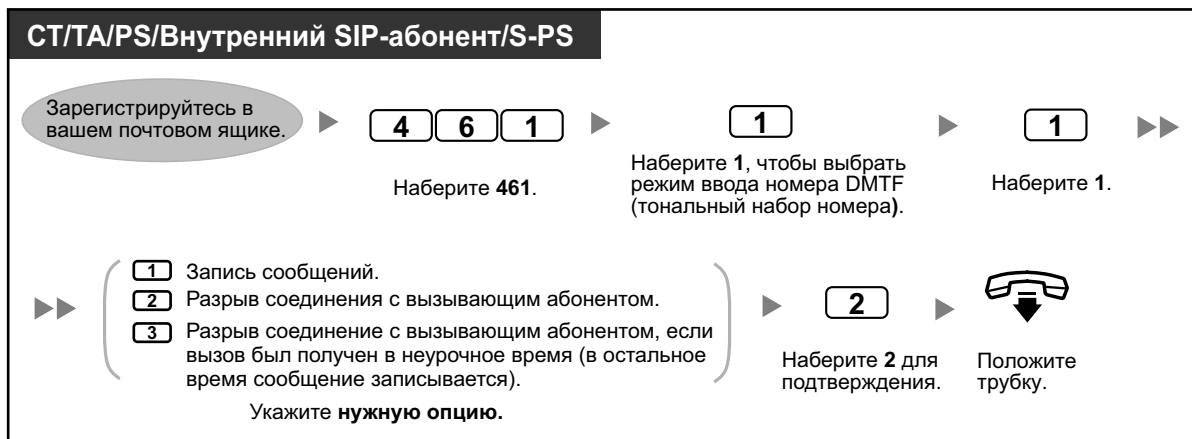 СТ/ТА/PS/Внутренний SIP-абонент/S-PS
Зарегистрируйтесь в
вашем почтовом ящике.
4 6 1
Наберите 461.
1
Наберите 1, чтобы выбрать
режим ввода номера DMTF
(тональный набор номера).
1
Наберите 1.
1 Запись сообщений.
2 Разрыв соединения с вызывающим абонентом.
3 Разрыв соединение с вызывающим абонентом, если
вызов был получен в неурочное время (в остальное
время сообщение записывается).
Укажите нужную опцию.
2
Наберите 2 для
подтверждения.
Положите
трубку.